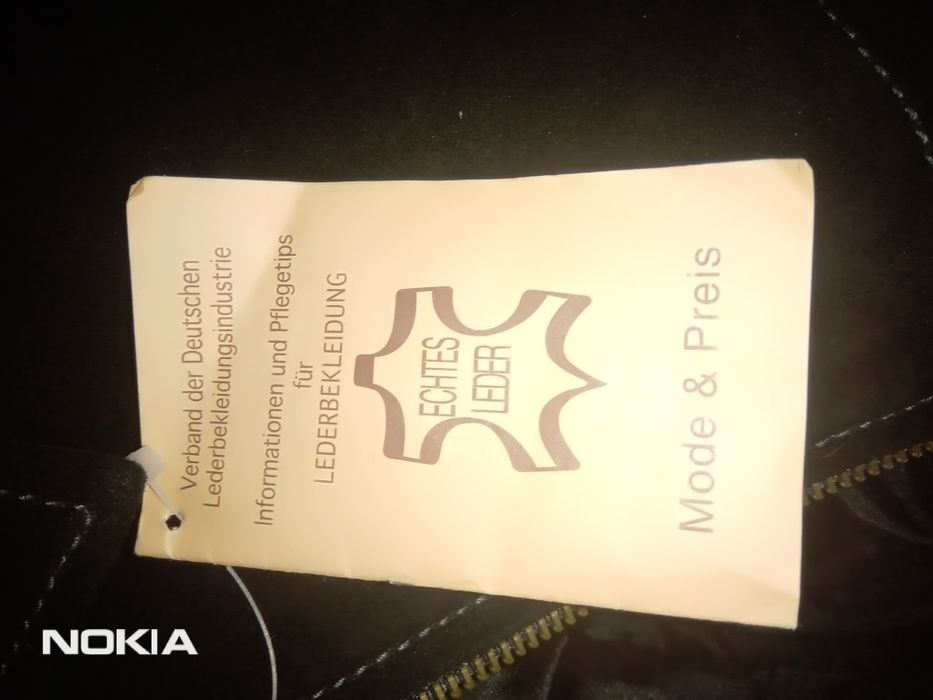 Verband der Deutschen
Lederbekleidungsindustrie
Informationen und Pflegetips
für
LEDERBEKLEIDUNG
ECHTES
LEDER
Mode & Preis
NOKIA